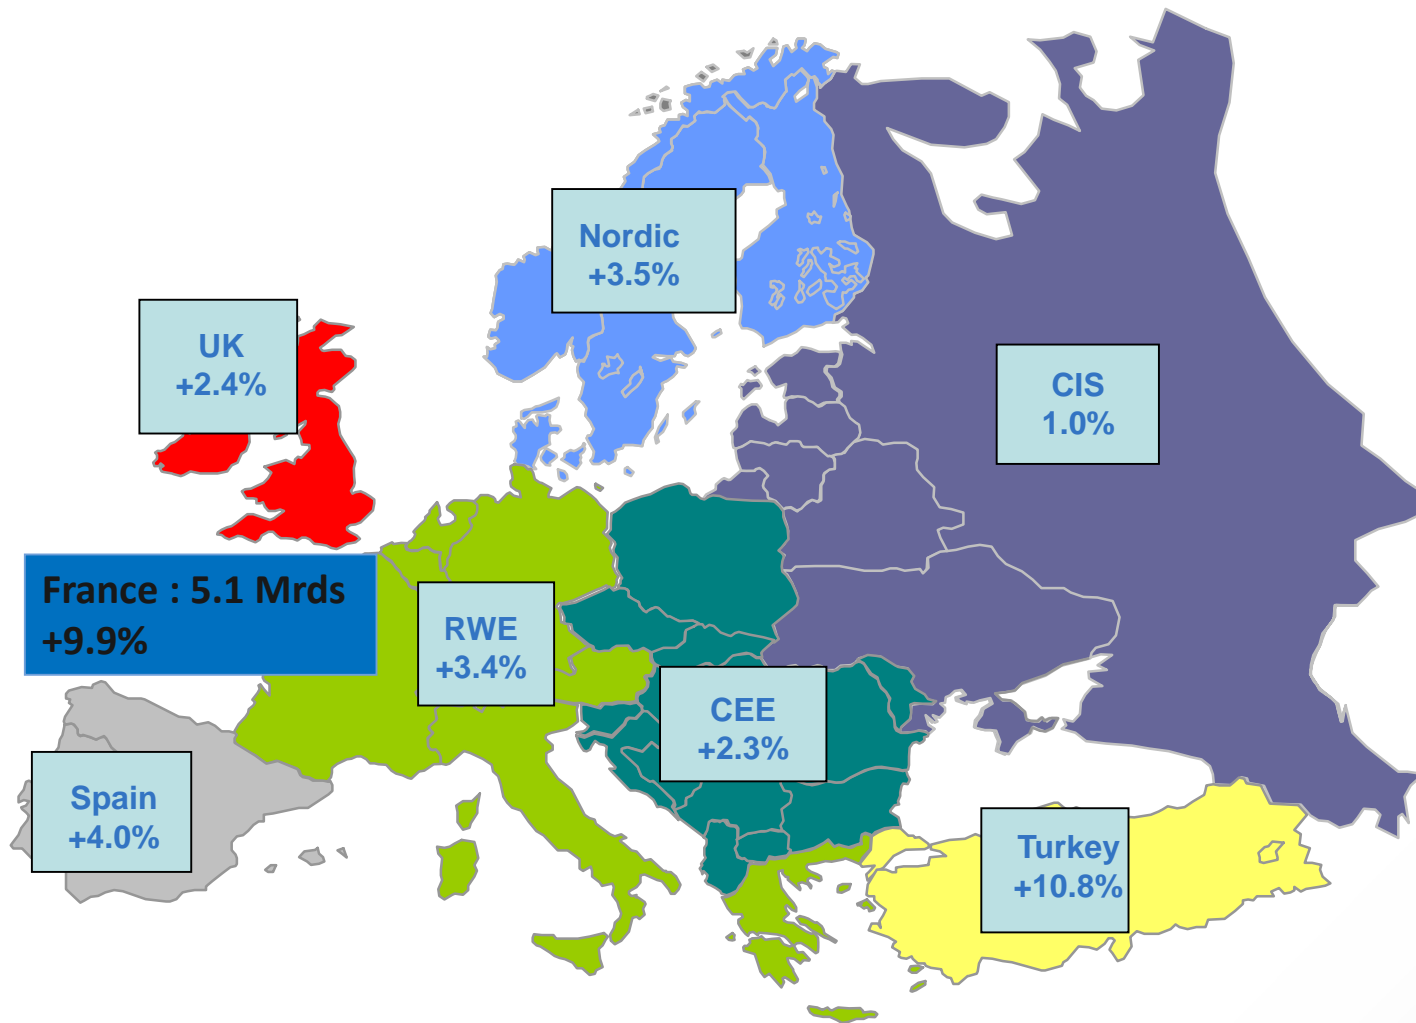 Nordic
+3.5%
UK
+2.4%
CIS
1.0%
France : 5.1 Mrds
+9.9%
RWE
+3.4%
CEE
+2.3%
Spain
+4.0%
Turkey
+10.8%